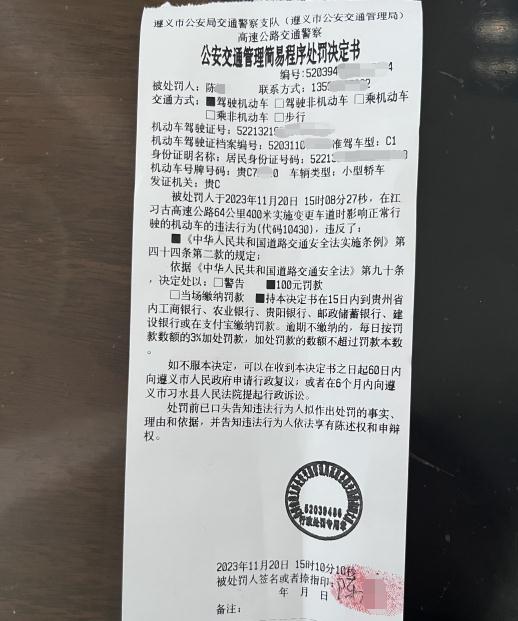 遵义市公安局交通警察支队(遵义市公安交通管理局)
高速公路交通警察
公安交通管理简易程序处罚决定书
编号:520394 4
被处罚人:陈 联系方式:135 2
交通方式:■驾驶机动车 □驾驶非机动车 □乘机动车
□乘非机动车 □步行
机动车驾驶证号:52213219
机动车驾驶证档案编号:5203110 准驾车型:C1
身份证明名称:居民身份证号码:52213
机动车号牌号码:贵C7 0 车辆类型:小型轿车
发证机关:贵C
被处罚人于2023年11月20日 15时08分27秒,在江
习古高速公路64公里400米实施变更车道时影响正常行
驶的机动车的违法行为(代码10430),违反了:
■《中华人民共和国道路交通安全法实施条例》第
四十四条第二款的规定;
依据《中华人民共和国道路交通安全法》第九十条
,决定处以:□警告 ■100元罚款
□当场缴纳罚款 ■持本决定书在15日内到贵州省
内工商银行、农业银行、贵阳银行、邮政储蓄银行、建
设银行或在支付宝缴纳罚款。逾期不缴纳的,每日按罚
款数额的3%加处罚款,加处罚款的数额不超过罚款本数
。
如不服本决定,可以在收到本决定书之日起60日内
向遵义市人民政府申请行政复议;或者在6个月内向遵
义市习水县人民法院提起行政诉讼。
处罚前已口头告知违法行为人拟作出处罚的事实、
理由和依据,并告知违法行为人依法享有陈述权和申辩
权。
52030406
行政处罚专用章
2023年11月20日 15时10分10秒
被处罚人签名或者捺指印:陈
年 月 日
备注: